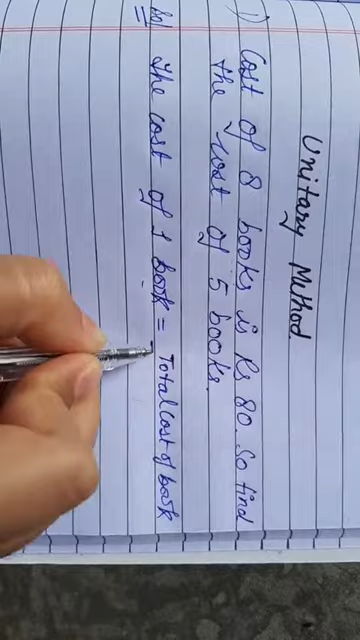 Unitary Method.
1) Cost of 8 books is Rs 80. So find
the cost of 5 books.
Sol The cost of 1 book = Total cost of book